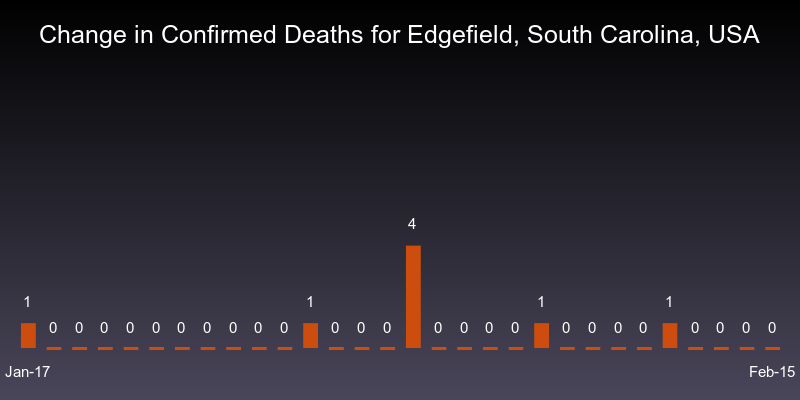 Change in Confirmed Deaths for Edgefield, South Carolina, USA
4
1 1 1 1
0 0 0 0 0 0 0 0 0 0 0 0 0 0 0 0 0 0 0 0 0 0 0 0 0
Jan-17 Feb-15